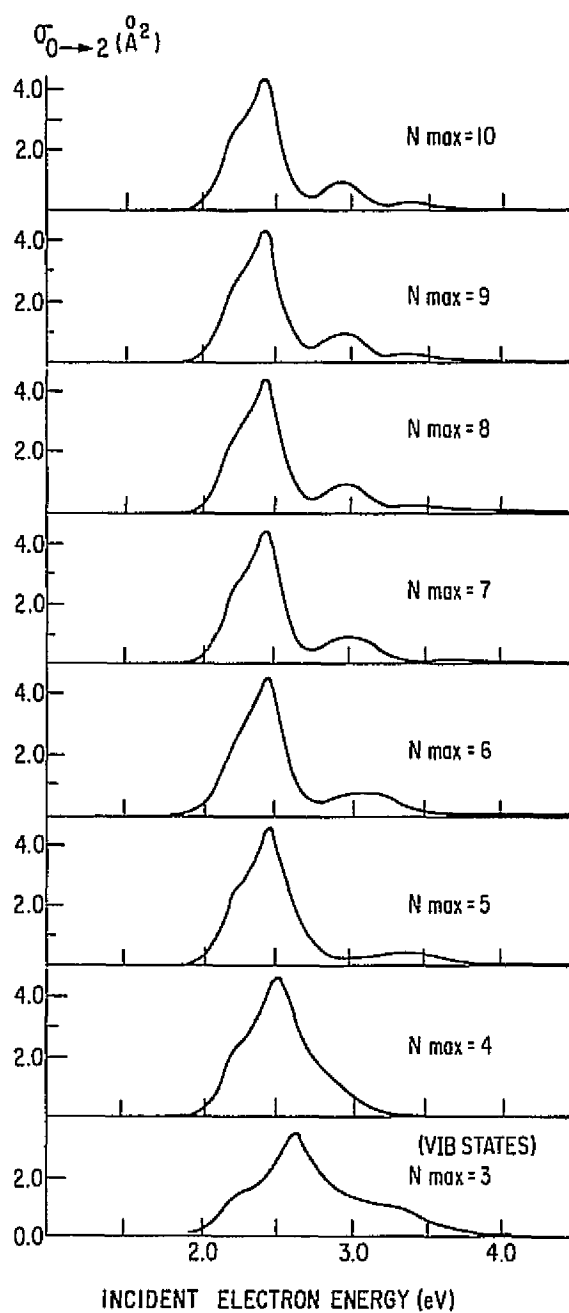 σ0→2 (Å2)
4.0
2.0
N max=10
4.0
2.0
N max=9
4.0
2.0
N max=8
4.0
2.0
N max=7
4.0
2.0
N max=6
4.0
2.0
N max=5
4.0
2.0
N max=4
(VIB STATES)
N max=3
2.0
0.0
2.0 3.0 4.0
INCIDENT ELECTRON ENERGY (eV)